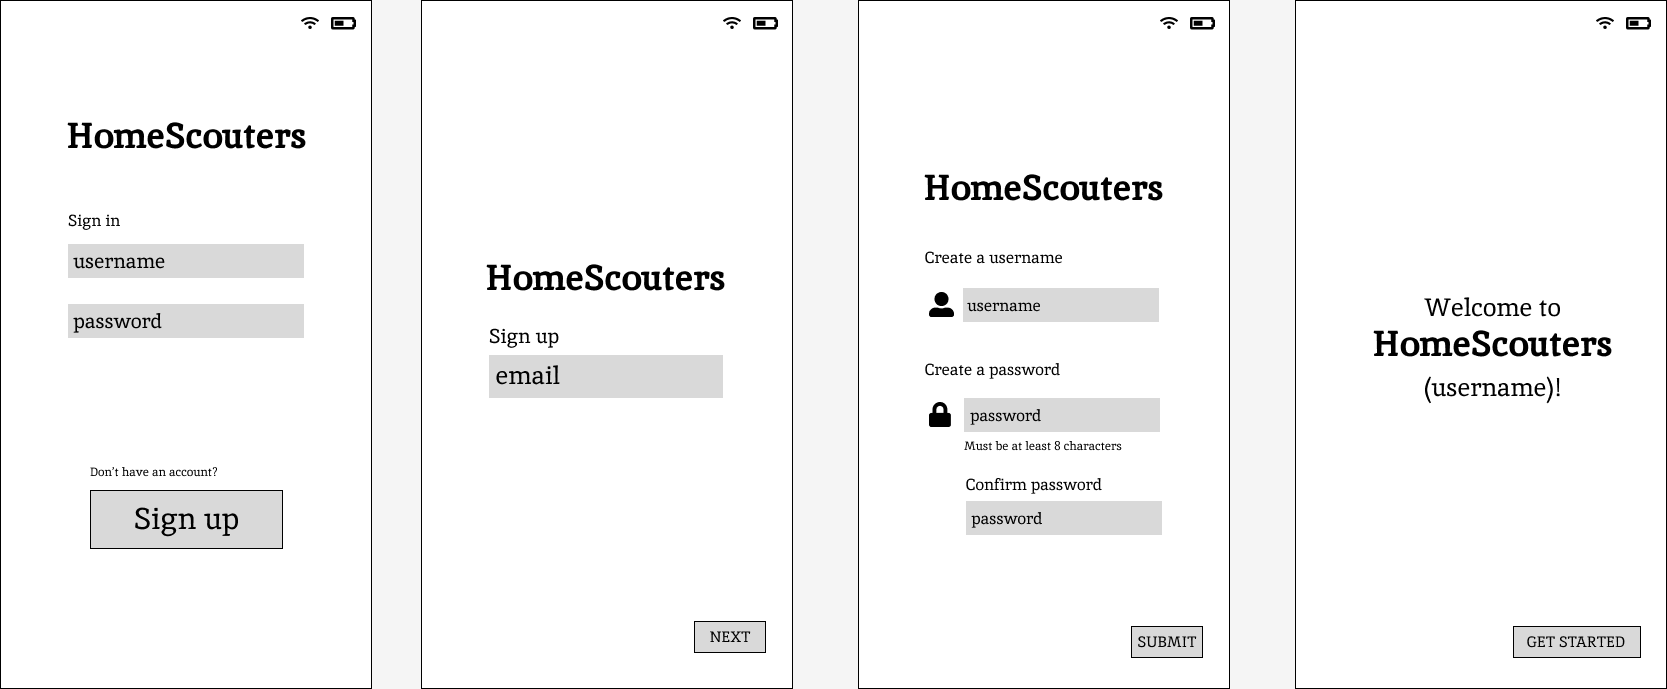 HomeScouters
Sign in
username
password
Don't have an account?
Sign up
HomeScouters
Sign up
email
NEXT
HomeScouters
Create a username
username
Create a password
password
Must be at least 8 characters
Confirm password
password
SUBMIT
Welcome to
HomeScouters
(username)!
GET STARTED